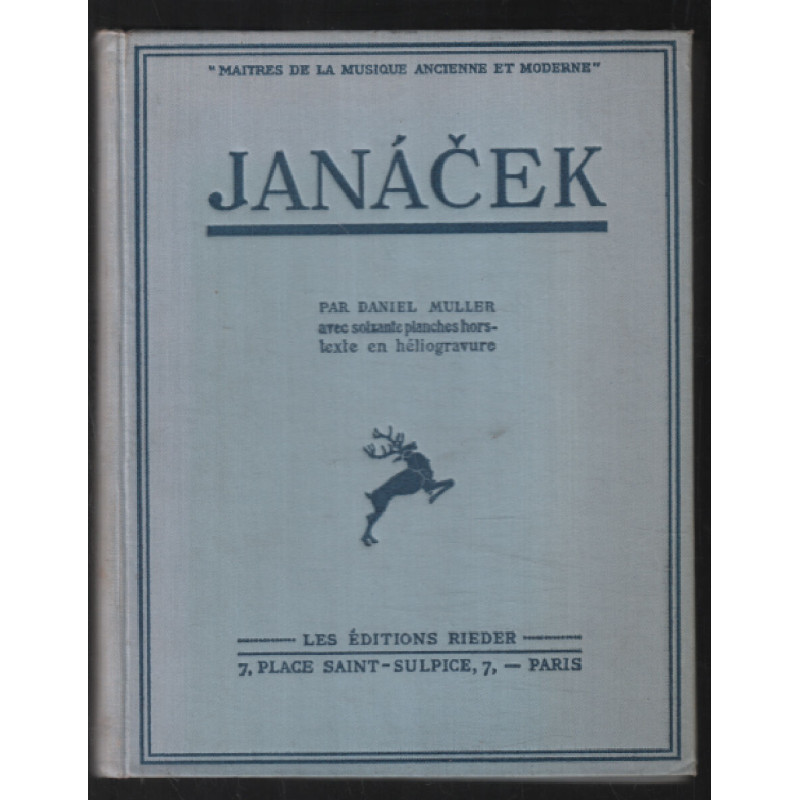 "MAITRES DE LA MUSIQUE ANCIENNE ET MODERNE"
JANÁČEK
PAR DANIEL MULLER
avec soixante planches hors-
texte en héliogravure
LES ÉDITIONS RIEDER
7, PLACE SAINT-SULPICE, 7, — PARIS